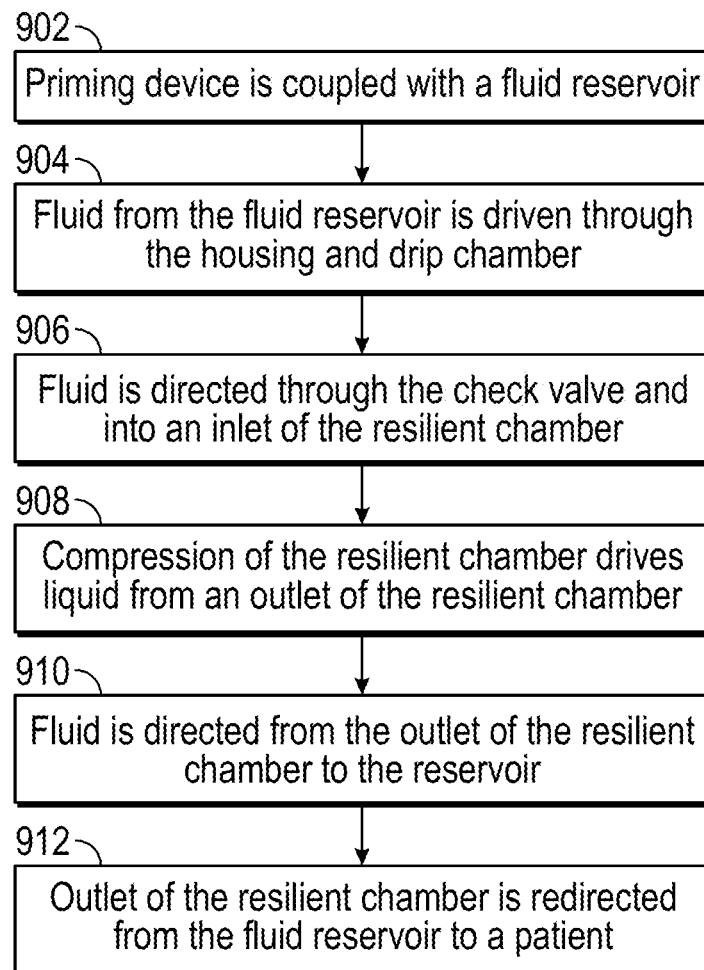 902
Priming device is coupled with a fluid reservoir
904
Fluid from the fluid reservoir is driven through
the housing and drip chamber
906
Fluid is directed through the check valve and
into an inlet of the resilient chamber
908
Compression of the resilient chamber drives
liquid from an outlet of the resilient chamber
910
Fluid is directed from the outlet of the resilient
chamber to the reservoir
912
Outlet of the resilient chamber is redirected
from the fluid reservoir to a patient